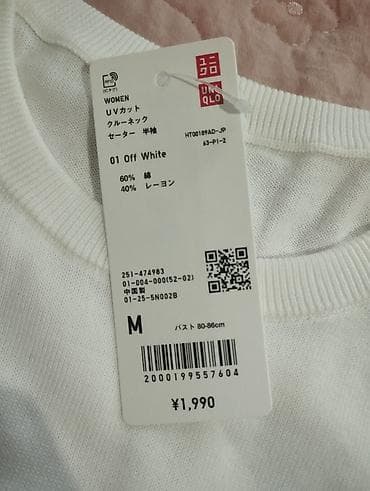 ユニ
クロ
UNI
QLO
WOMEN
UVカット
クルーネック
セーター 半袖
HT00189AD-JP
63-P1-2
01 Off White
60% 綿
40% レーヨン
251-474983
01-004-000(52-02)
中国製
01-25-5N002B
M
バスト 80-86cm
2000199557604
¥1,990